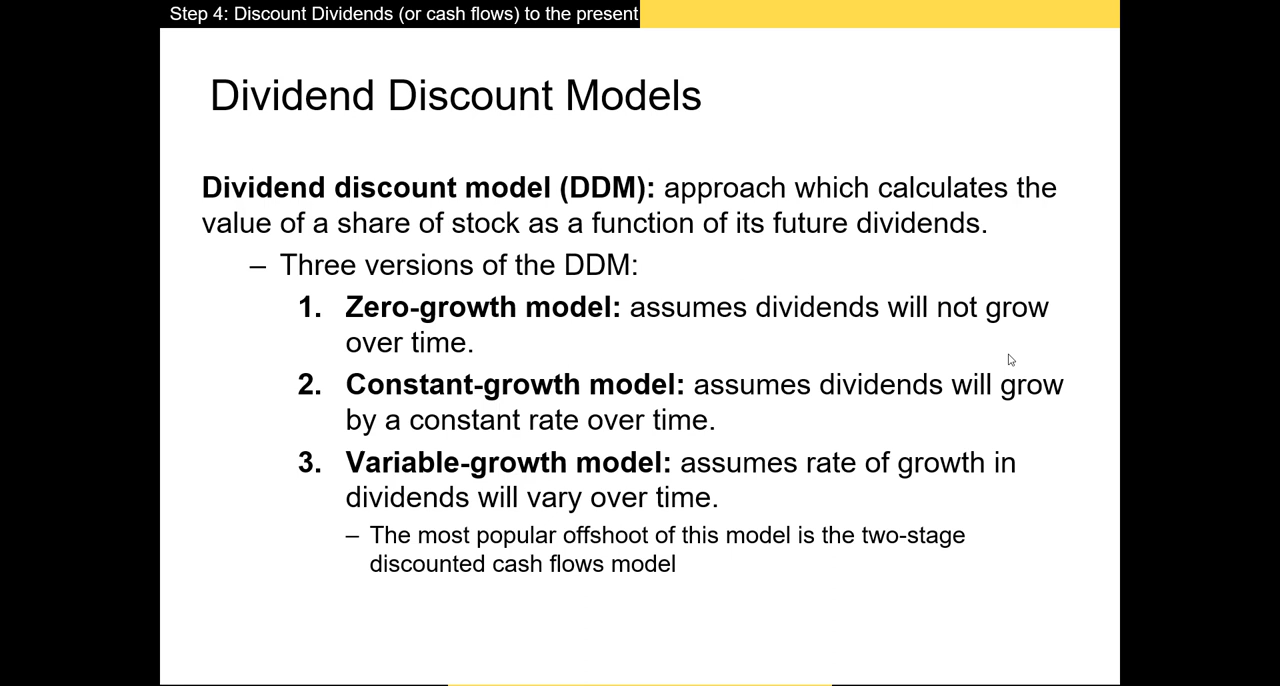 Step 4: Discount Dividends (or cash flows) to the present
Dividend Discount Models
Dividend discount model (DDM): approach which calculates the
value of a share of stock as a function of its future dividends.
– Three versions of the DDM:
1. Zero-growth model: assumes dividends will not grow
over time.
2. Constant-growth model: assumes dividends will grow
by a constant rate over time.
3. Variable-growth model: assumes rate of growth in
dividends will vary over time.
– The most popular offshoot of this model is the two-stage
discounted cash flows model